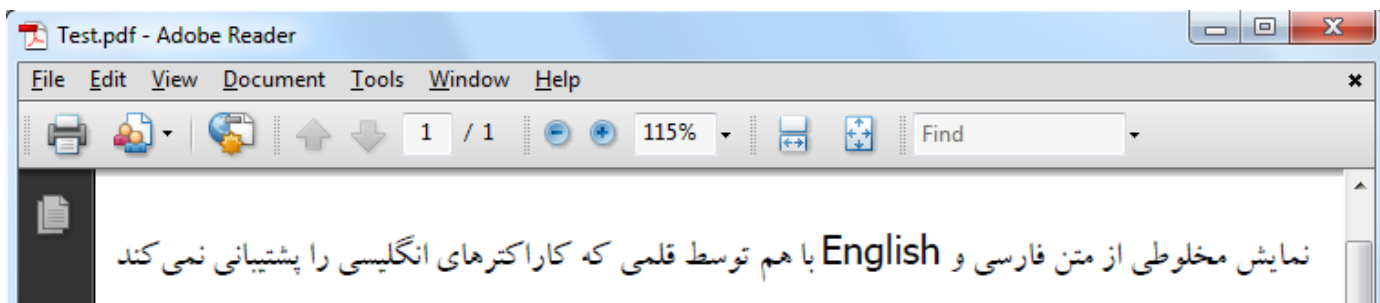 Test.pdf - Adobe Reader
File Edit View Document Tools Window Help
1 / 1 115% Find
نمایش مخلوطی از متن فارسی و English با هم توسط قلمی که کاراکترهای انگلیسی را پشتیبانی نمی‌کند